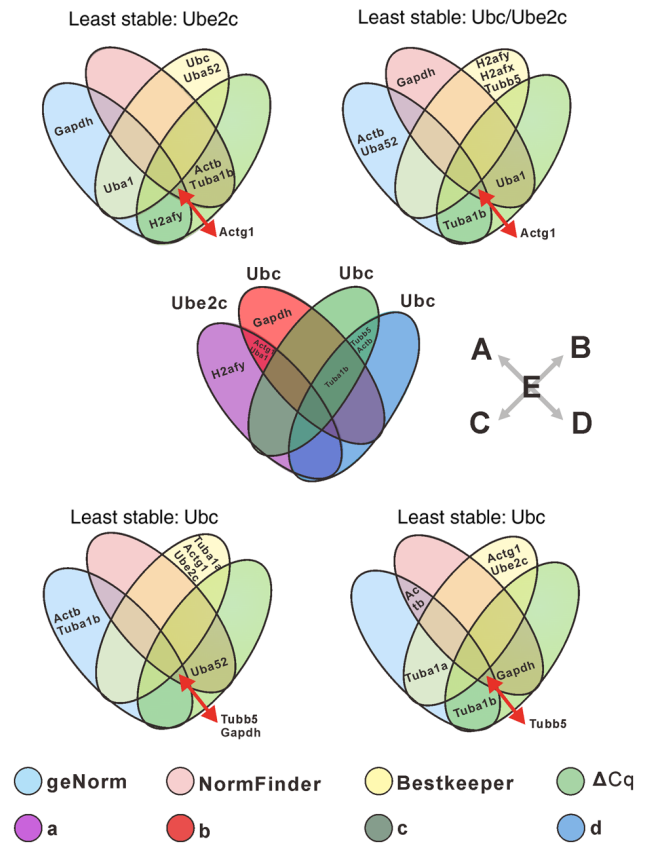 Least stable: Ube2c
Least stable: Ubc/Ube2c
Ubc
Uba52
Gapdh
Actb
Tuba1b
Uba1
H2afy
Actg1
H2afy
H2afx
Tubb5
Gapdh
Actb
Uba52
Uba1
Tuba1b
Actg1
Ube2c
Ubc
Ubc
Ubc
Gapdh
Actg1
Uba1
Tubb5
Actb
H2afy
Tuba1b
A
B
E
C
D
Least stable: Ubc
Least stable: Ubc
Tuba1a
Actg1
Ube2c
Actb
Tuba1b
Uba52
Tubb5
Gapdh
Actg1
Ube2c
Ac
tb
Tuba1a
Gapdh
Tuba1b
Tubb5
geNorm
NormFinder
Bestkeeper
ΔCq
a
b
c
d